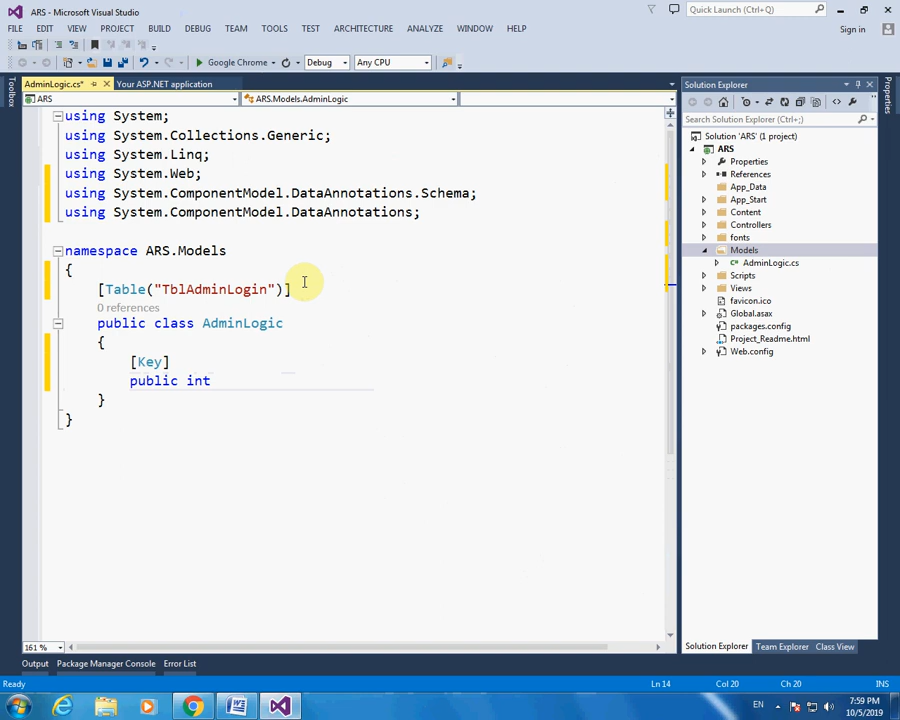 ARS - Microsoft Visual Studio
Quick Launch (Ctrl+;)
FILE EDIT VIEW PROJECT BUILD DEBUG TEAM TOOLS TEST ARCHITECTURE ANALYZE WINDOW HELP
Sign in
Google Chrome Debug Any CPU
Toolbox
AdminLogic.cs* Your ASP.NET application
ARS ARS.Models.AdminLogic
using System;
using System.Collections.Generic;
using System.Linq;
using System.Web;
using System.ComponentModel.DataAnnotations.Schema;
using System.ComponentModel.DataAnnotations;
namespace ARS.Models
{
[Table("TblAdminLogin")]
0 references
public class AdminLogic
{
[Key]
public int
}
}
161 %
Solution Explorer
Search Solution Explorer (Ctrl+;)
Solution 'ARS' (1 project)
ARS
Properties
References
App_Data
App_Start
Content
Controllers
fonts
Models
AdminLogic.cs
Scripts
Views
favicon.ico
Global.asax
packages.config
Project_Readme.html
Web.config
Solution Explorer Team Explorer Class View
Properties
Output Package Manager Console Error List
Ready Ln 14 Col 20 Ch 20 INS
EN 7:59 PM
10/5/2019